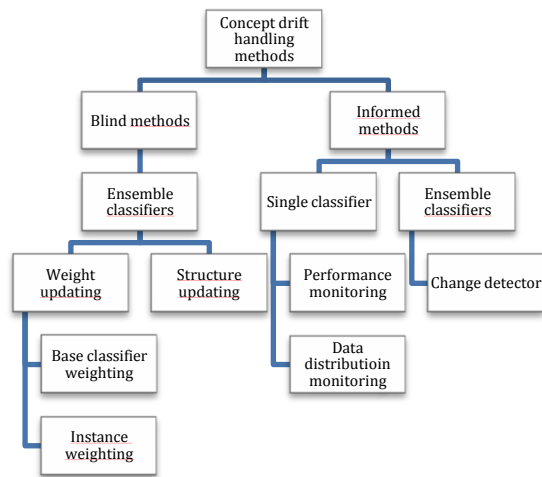 Concept drift
handling
methods
Blind methods
Informed
methods
Ensemble
classifiers
Single classifier
Ensemble
classifiers
Weight
updating
Structure
updating
Performance
monitoring
Change detector
Base classifier
weighting
Data
distributioin
monitoring
Instance
weighting